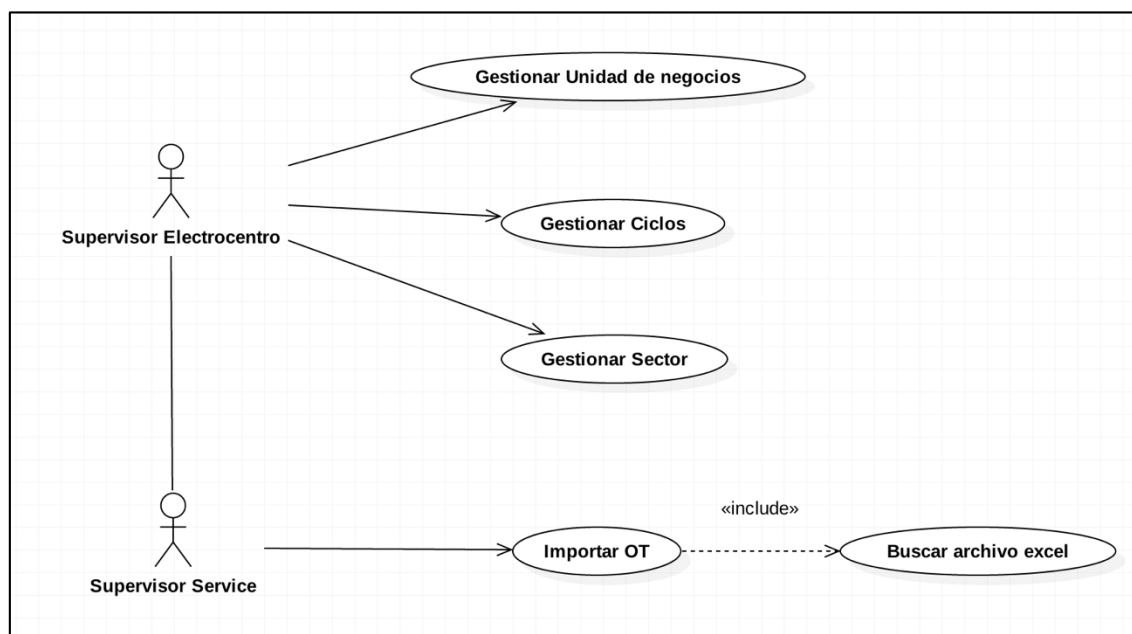 Gestionar Unidad de negocios
Gestionar Ciclos
Supervisor Electrocentro
Gestionar Sector
«include»
Importar OT
Buscar archivo excel
Supervisor Service